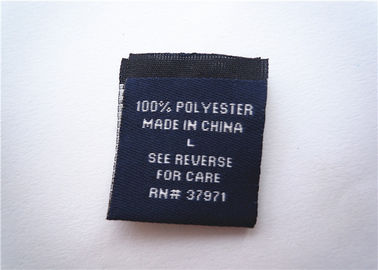 100% POLYESTER
MADE IN CHINA
L
SEE REVERSE
FOR CARE
RN# 37971